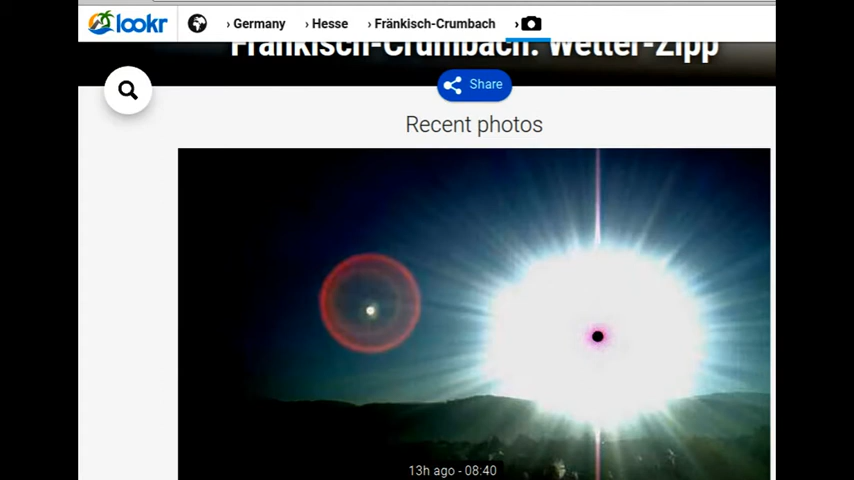 lookr
› Germany › Hesse › Fränkisch-Crumbach ›
Fränkisch-Crumbach: Wetter-Zipp
Share
Recent photos
13h ago - 08:40